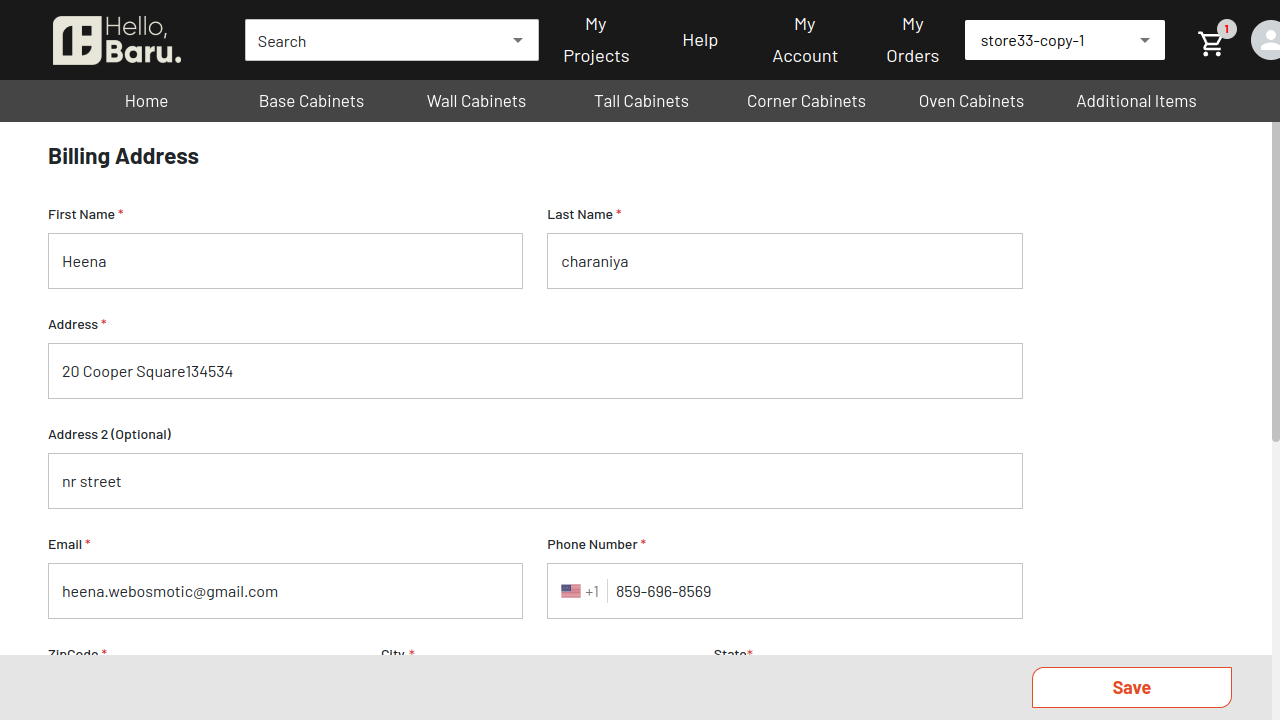 Hello,
Baru.
Search
My
Projects
Help
My
Account
My
Orders
store33-copy-1
1
Home
Base Cabinets
Wall Cabinets
Tall Cabinets
Corner Cabinets
Oven Cabinets
Additional Items
Billing Address
First Name *
Last Name *
Heena
charaniya
Address *
20 Cooper Square134534
Address 2 (Optional)
nr street
Email *
Phone Number *
heena.webosmotic@gmail.com
+1
859-696-8569
ZipCode *
City *
State*
Save